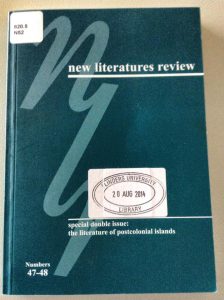 820.5
N52
new literatures review
FLINDERS UNIVERSITY
20 AUG 2014
LIBRARY
special double issue:
the literature of postcolonial islands
Numbers
47-48